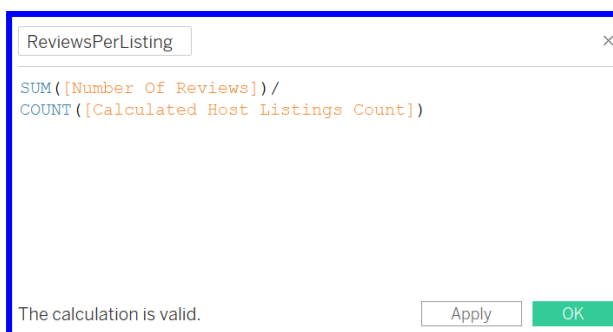 ReviewsPerListing
×
SUM([Number Of Reviews])/
COUNT([Calculated Host Listings Count])
The calculation is valid.
Apply
OK